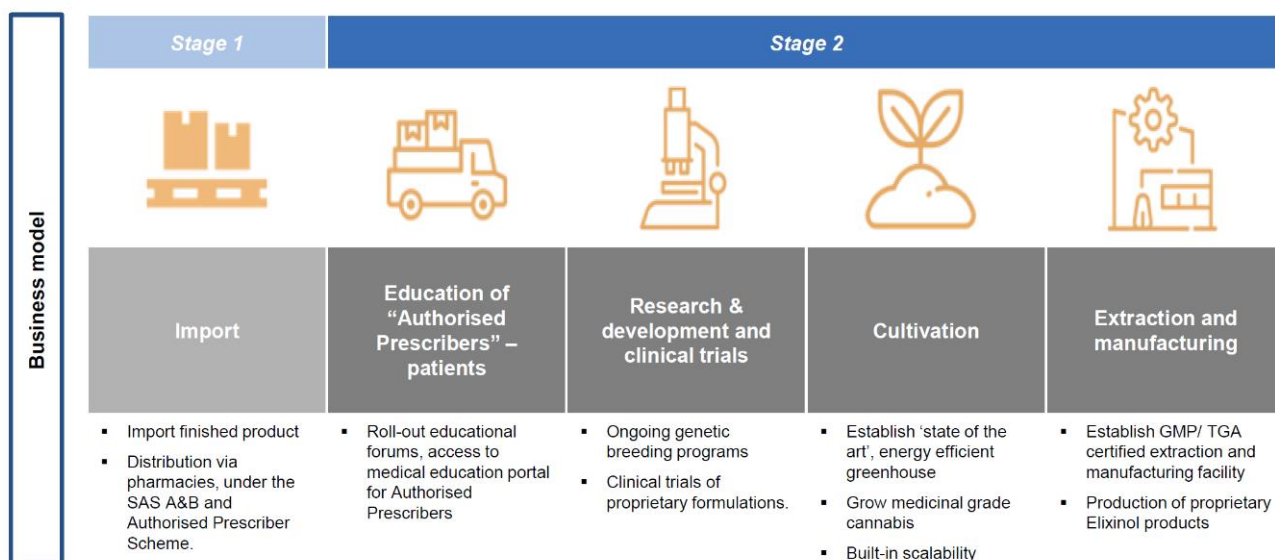 Business model
Stage 1
Stage 2
Import
Education of
“Authorised
Prescribers” –
patients
Research &
development and
clinical trials
Cultivation
Extraction and
manufacturing
▪ Import finished product
▪ Distribution via
pharmacies, under the
SAS A&B and
Authorised Prescriber
Scheme.
▪ Roll-out educational
forums, access to
medical education portal
for Authorised
Prescribers
▪ Ongoing genetic
breeding programs
▪ Clinical trials of
proprietary formulations.
▪ Establish ‘state of the
art’, energy efficient
greenhouse
▪ Grow medicinal grade
cannabis
▪ Built-in scalability
▪ Establish GMP/ TGA
certified extraction and
manufacturing facility
▪ Production of proprietary
Elixinol products